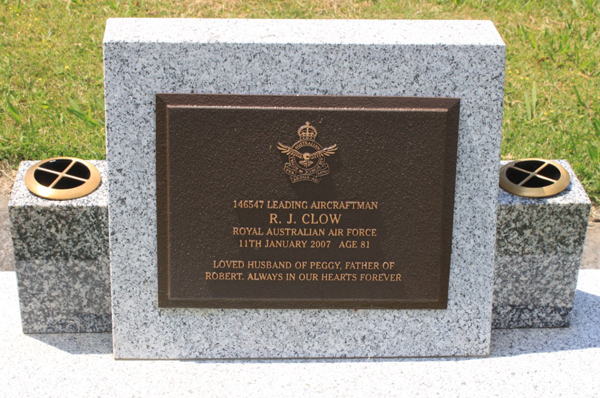 AUSTRALIAN
146547 LEADING AIRCRAFTMAN
R. J. CLOW
ROYAL AUSTRALIAN AIR FORCE
11TH JANUARY 2007 AGE 81
LOVED HUSBAND OF PEGGY, FATHER OF
ROBERT. ALWAYS IN OUR HEARTS FOREVER